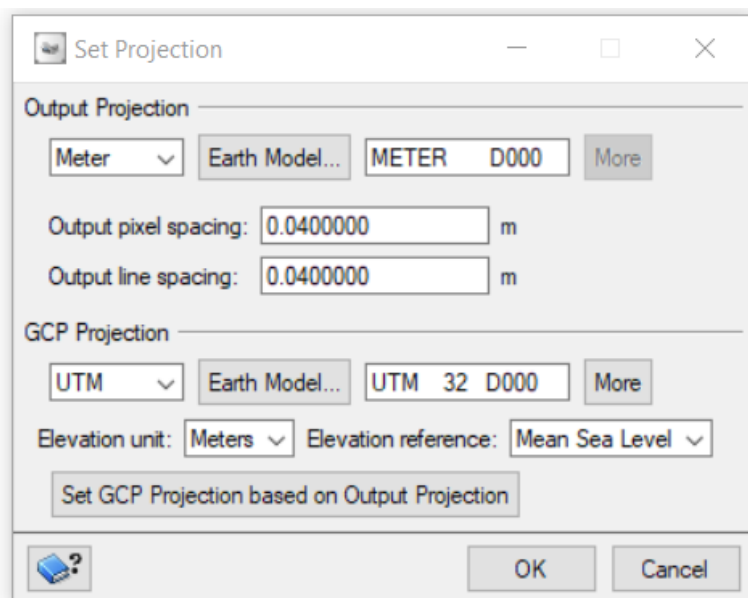 Set Projection
Output Projection
Meter Earth Model... METER D000 More
Output pixel spacing: 0.0400000 m
Output line spacing: 0.0400000 m
GCP Projection
UTM Earth Model... UTM 32 D000 More
Elevation unit: Meters Elevation reference: Mean Sea Level
Set GCP Projection based on Output Projection
? OK Cancel